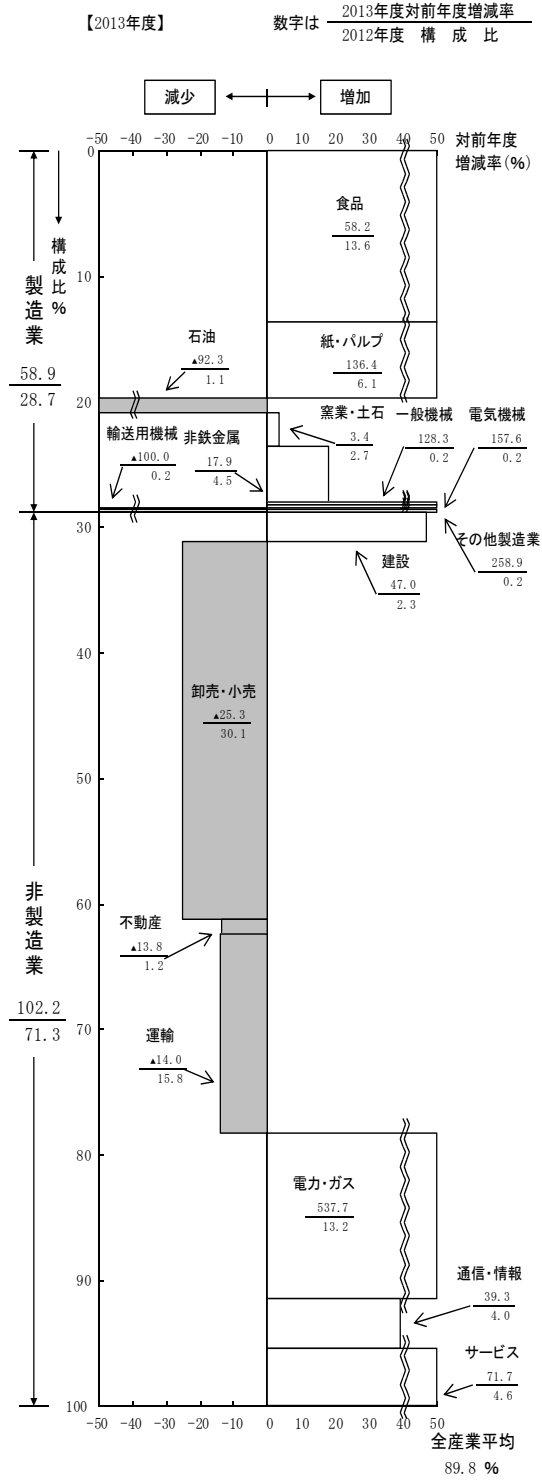 【2013年度】 数字は 2013年度対前年度増減率
2012年度 構 成 比
減少 増加
-50 -40 -30 -20 -10 0 10 20 30 40 50 対前年度
増減率(%)
0
構成比%
製造業
58.9
28.7
食品
58.2
13.6
10
石油
▲92.3
1.1
紙・パルプ
136.4
6.1
20
輸送用機械
▲100.0
0.2
非鉄金属
17.9
4.5
窯業・土石
3.4
2.7
一般機械
128.3
0.2
電気機械
157.6
0.2
30
その他製造業
258.9
0.2
建設
47.0
2.3
40
卸売・小売
▲25.3
30.1
50
60
非製造業
102.2
71.3
不動産
▲13.8
1.2
70
運輸
▲14.0
15.8
80
電力・ガス
537.7
13.2
90
通信・情報
39.3
4.0
サービス
71.7
4.6
100
-50 -40 -30 -20 -10 0 10 20 30 40 50
全産業平均
89.8 %